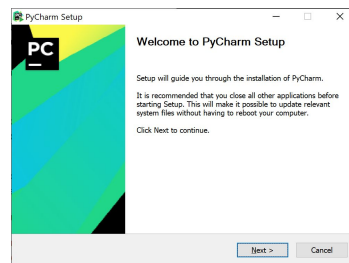 PyCharm Setup
PC
Welcome to PyCharm Setup
Setup will guide you through the installation of PyCharm.
It is recommended that you close all other applications before
starting Setup. This will make it possible to update relevant
system files without having to reboot your computer.
Click Next to continue.
Next >
Cancel